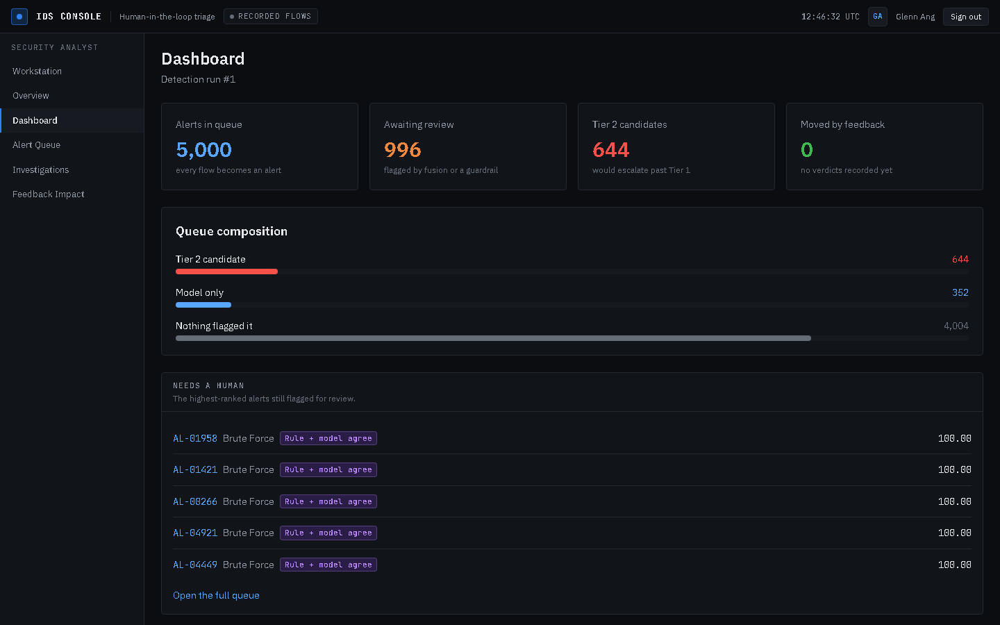 IDS CONSOLE Human-in-the-loop triage RECORDED FLOWS 12:46:32 UTC GA Glenn Ang Sign out
SECURITY ANALYST
Workstation
Overview
Dashboard
Alert Queue
Investigations
Feedback Impact
Dashboard
Detection run #1
Alerts in queue
5,000
every flow becomes an alert
Awaiting review
996
flagged by fusion or a guardrail
Tier 2 candidates
644
would escalate past Tier 1
Moved by feedback
0
no verdicts recorded yet
Queue composition
Tier 2 candidate 644
Model only 352
Nothing flagged it 4,004
NEEDS A HUMAN
The highest-ranked alerts still flagged for review.
AL-01958 Brute Force Rule + model agree 100.00
AL-01421 Brute Force Rule + model agree 100.00
AL-00266 Brute Force Rule + model agree 100.00
AL-04921 Brute Force Rule + model agree 100.00
AL-04449 Brute Force Rule + model agree 100.00
Open the full queue